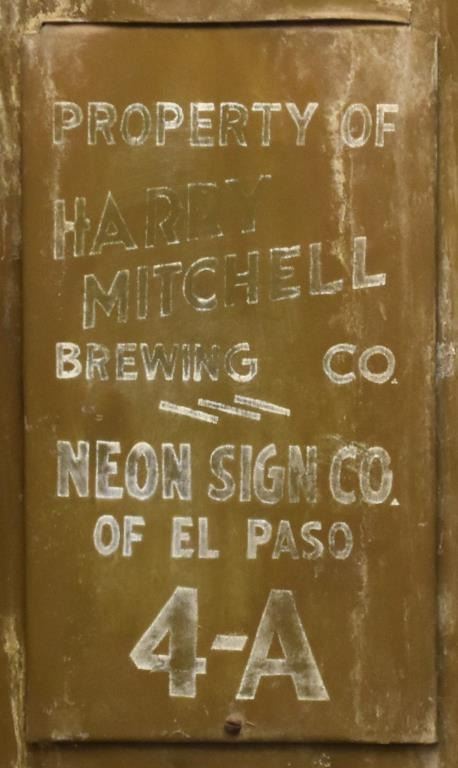 PROPERTY OF
HARRY
MITCHELL
BREWING CO.
NEON SIGN CO.
OF EL PASO
4-A